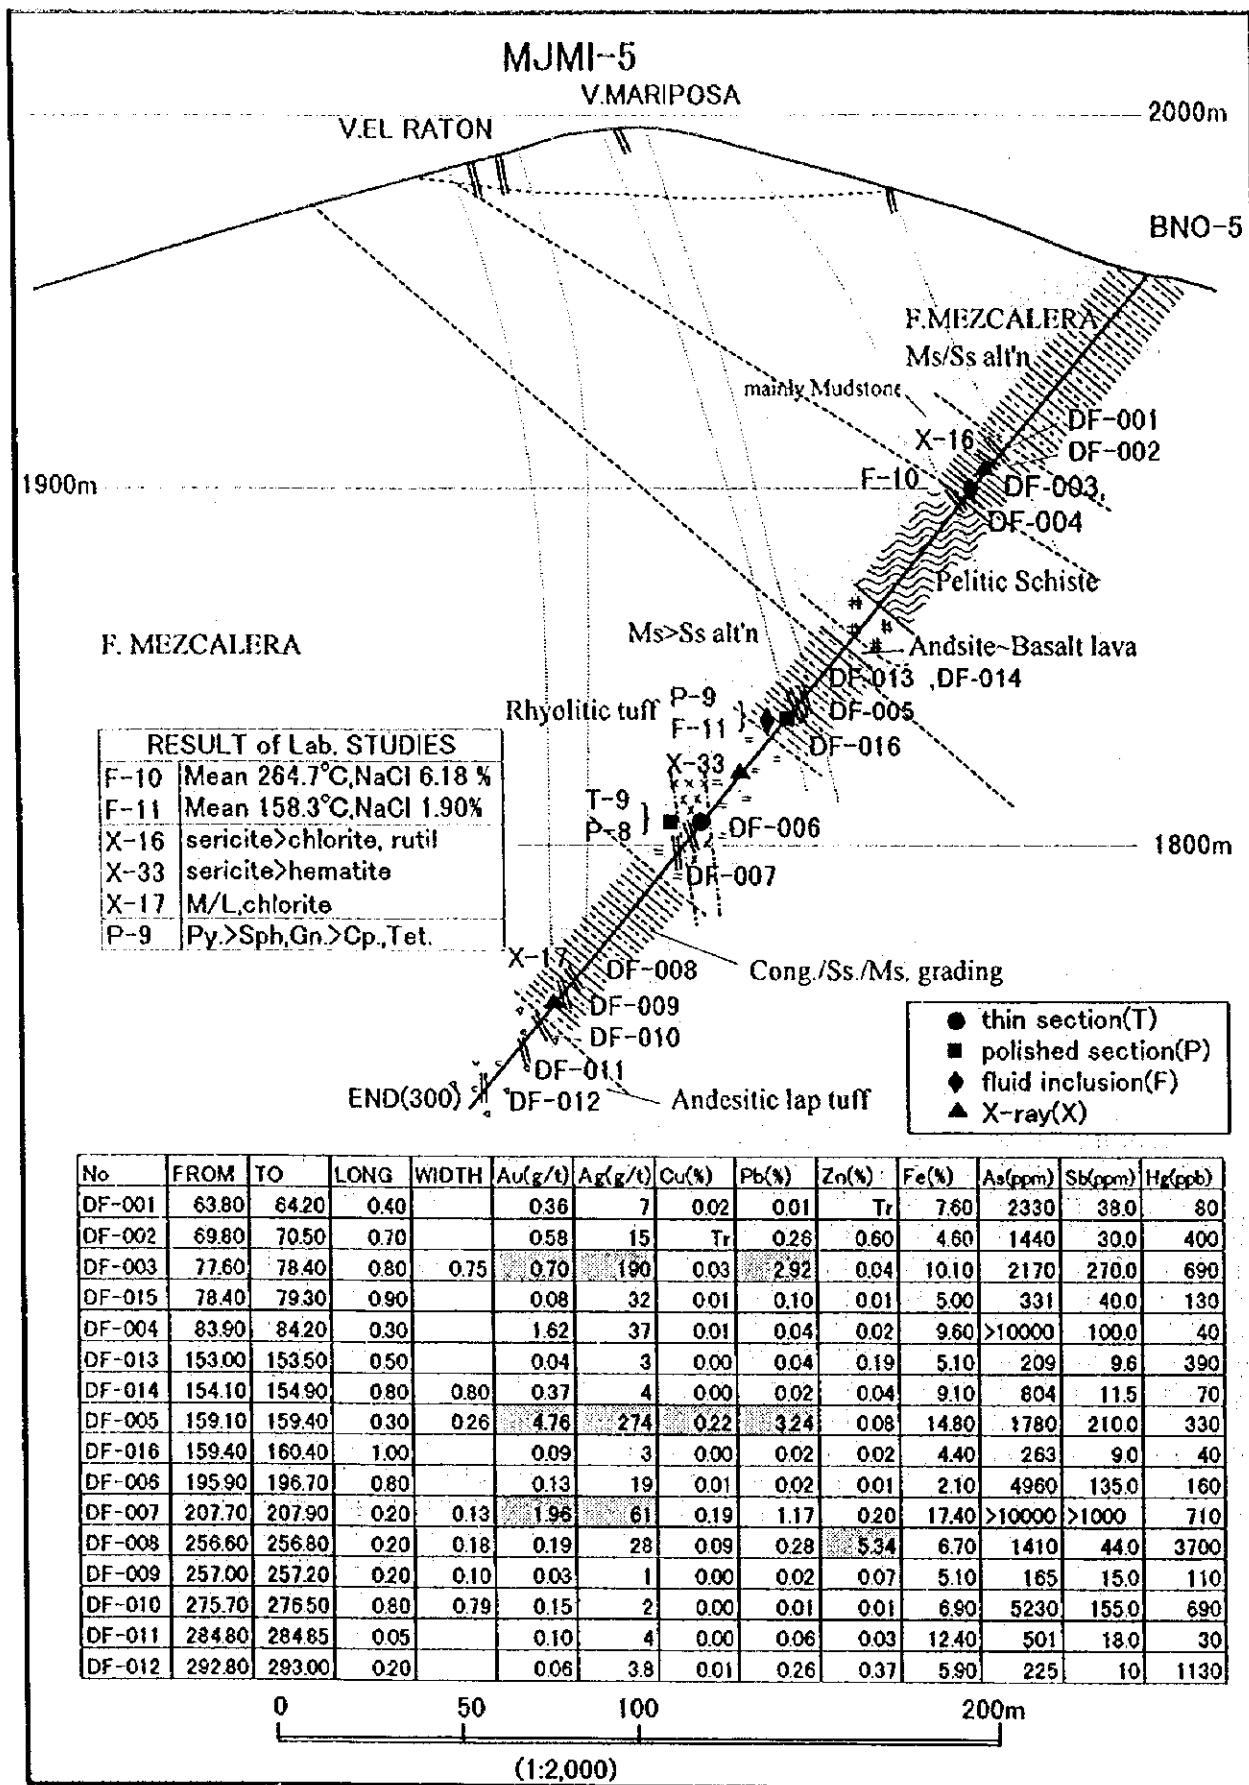 MJMI-5
V.MARIPOSA
2000m
V.EL RATON
BNO-5
F.MEZCALERA
Ms/Ss alt'n
mainly Mudstone
DF-001
X-16
DF-002
1900m
F-10
DF-003,
DF-004
Pelitic Schiste
F. MEZCALERA
Ms>Ss alt'n
Andsite~Basalt lava
DF-013 ,DF-014
Rhyolitic tuff
P-9
F-11
DF-005
DF-016
X-33
T-9
P-8
DF-006
1800m
DF-007
RESULT of Lab. STUDIES
F-10 Mean 264.7°C,NaCl 6.18 %
F-11 Mean 158.3°C,NaCl 1.90%
X-16 sericite>chlorite, rutil
X-33 sericite>hematite
X-17 M/L,chlorite
P-9 Py.>Sph,Gn.>Cp.,Tet.
X-17
DF-008
Cong./Ss./Ms, grading
DF-009
DF-010
DF-011
END(300)
DF-012
Andesitic lap tuff
● thin section(T)
■ polished section(P)
♦ fluid inclusion(F)
▲ X-ray(X)
No FROM TO LONG WIDTH Au(g/t) Ag(g/t) Cu(%) Pb(%) Zn(%) Fe(%) As(ppm) Sb(ppm) Hg(ppb)
DF-001 63.80 64.20 0.40 0.36 7 0.02 0.01 Tr 7.60 2330 38.0 80
DF-002 69.80 70.50 0.70 0.58 15 Tr 0.26 0.60 4.60 1440 30.0 400
DF-003 77.60 78.40 0.80 0.75 0.70 190 0.03 2.92 0.04 10.10 2170 270.0 690
DF-015 78.40 79.30 0.90 0.08 32 0.01 0.10 0.01 5.00 331 40.0 130
DF-004 83.90 84.20 0.30 1.62 37 0.01 0.04 0.02 9.60 >10000 100.0 40
DF-013 153.00 153.50 0.50 0.04 3 0.00 0.04 0.19 5.10 209 9.6 390
DF-014 154.10 154.90 0.80 0.80 0.37 4 0.00 0.02 0.04 9.10 804 11.5 70
DF-005 159.10 159.40 0.30 0.26 4.76 274 0.22 3.24 0.08 14.80 1780 210.0 330
DF-016 159.40 160.40 1.00 0.09 3 0.00 0.02 0.02 4.40 263 9.0 40
DF-006 195.90 196.70 0.80 0.13 19 0.01 0.02 0.01 2.10 4960 135.0 160
DF-007 207.70 207.90 0.20 0.13 1.96 61 0.19 1.17 0.20 17.40 >10000 >1000 710
DF-008 256.60 256.80 0.20 0.18 0.19 28 0.09 0.28 5.34 6.70 1410 44.0 3700
DF-009 257.00 257.20 0.20 0.10 0.03 1 0.00 0.02 0.07 5.10 165 15.0 110
DF-010 275.70 276.50 0.80 0.79 0.15 2 0.00 0.01 0.01 6.90 5230 155.0 690
DF-011 284.80 284.85 0.05 0.10 4 0.00 0.06 0.03 12.40 501 18.0 30
DF-012 292.80 293.00 0.20 0.06 3.8 0.01 0.26 0.37 5.90 225 10 1130
0 50 100 200m
(1:2,000)